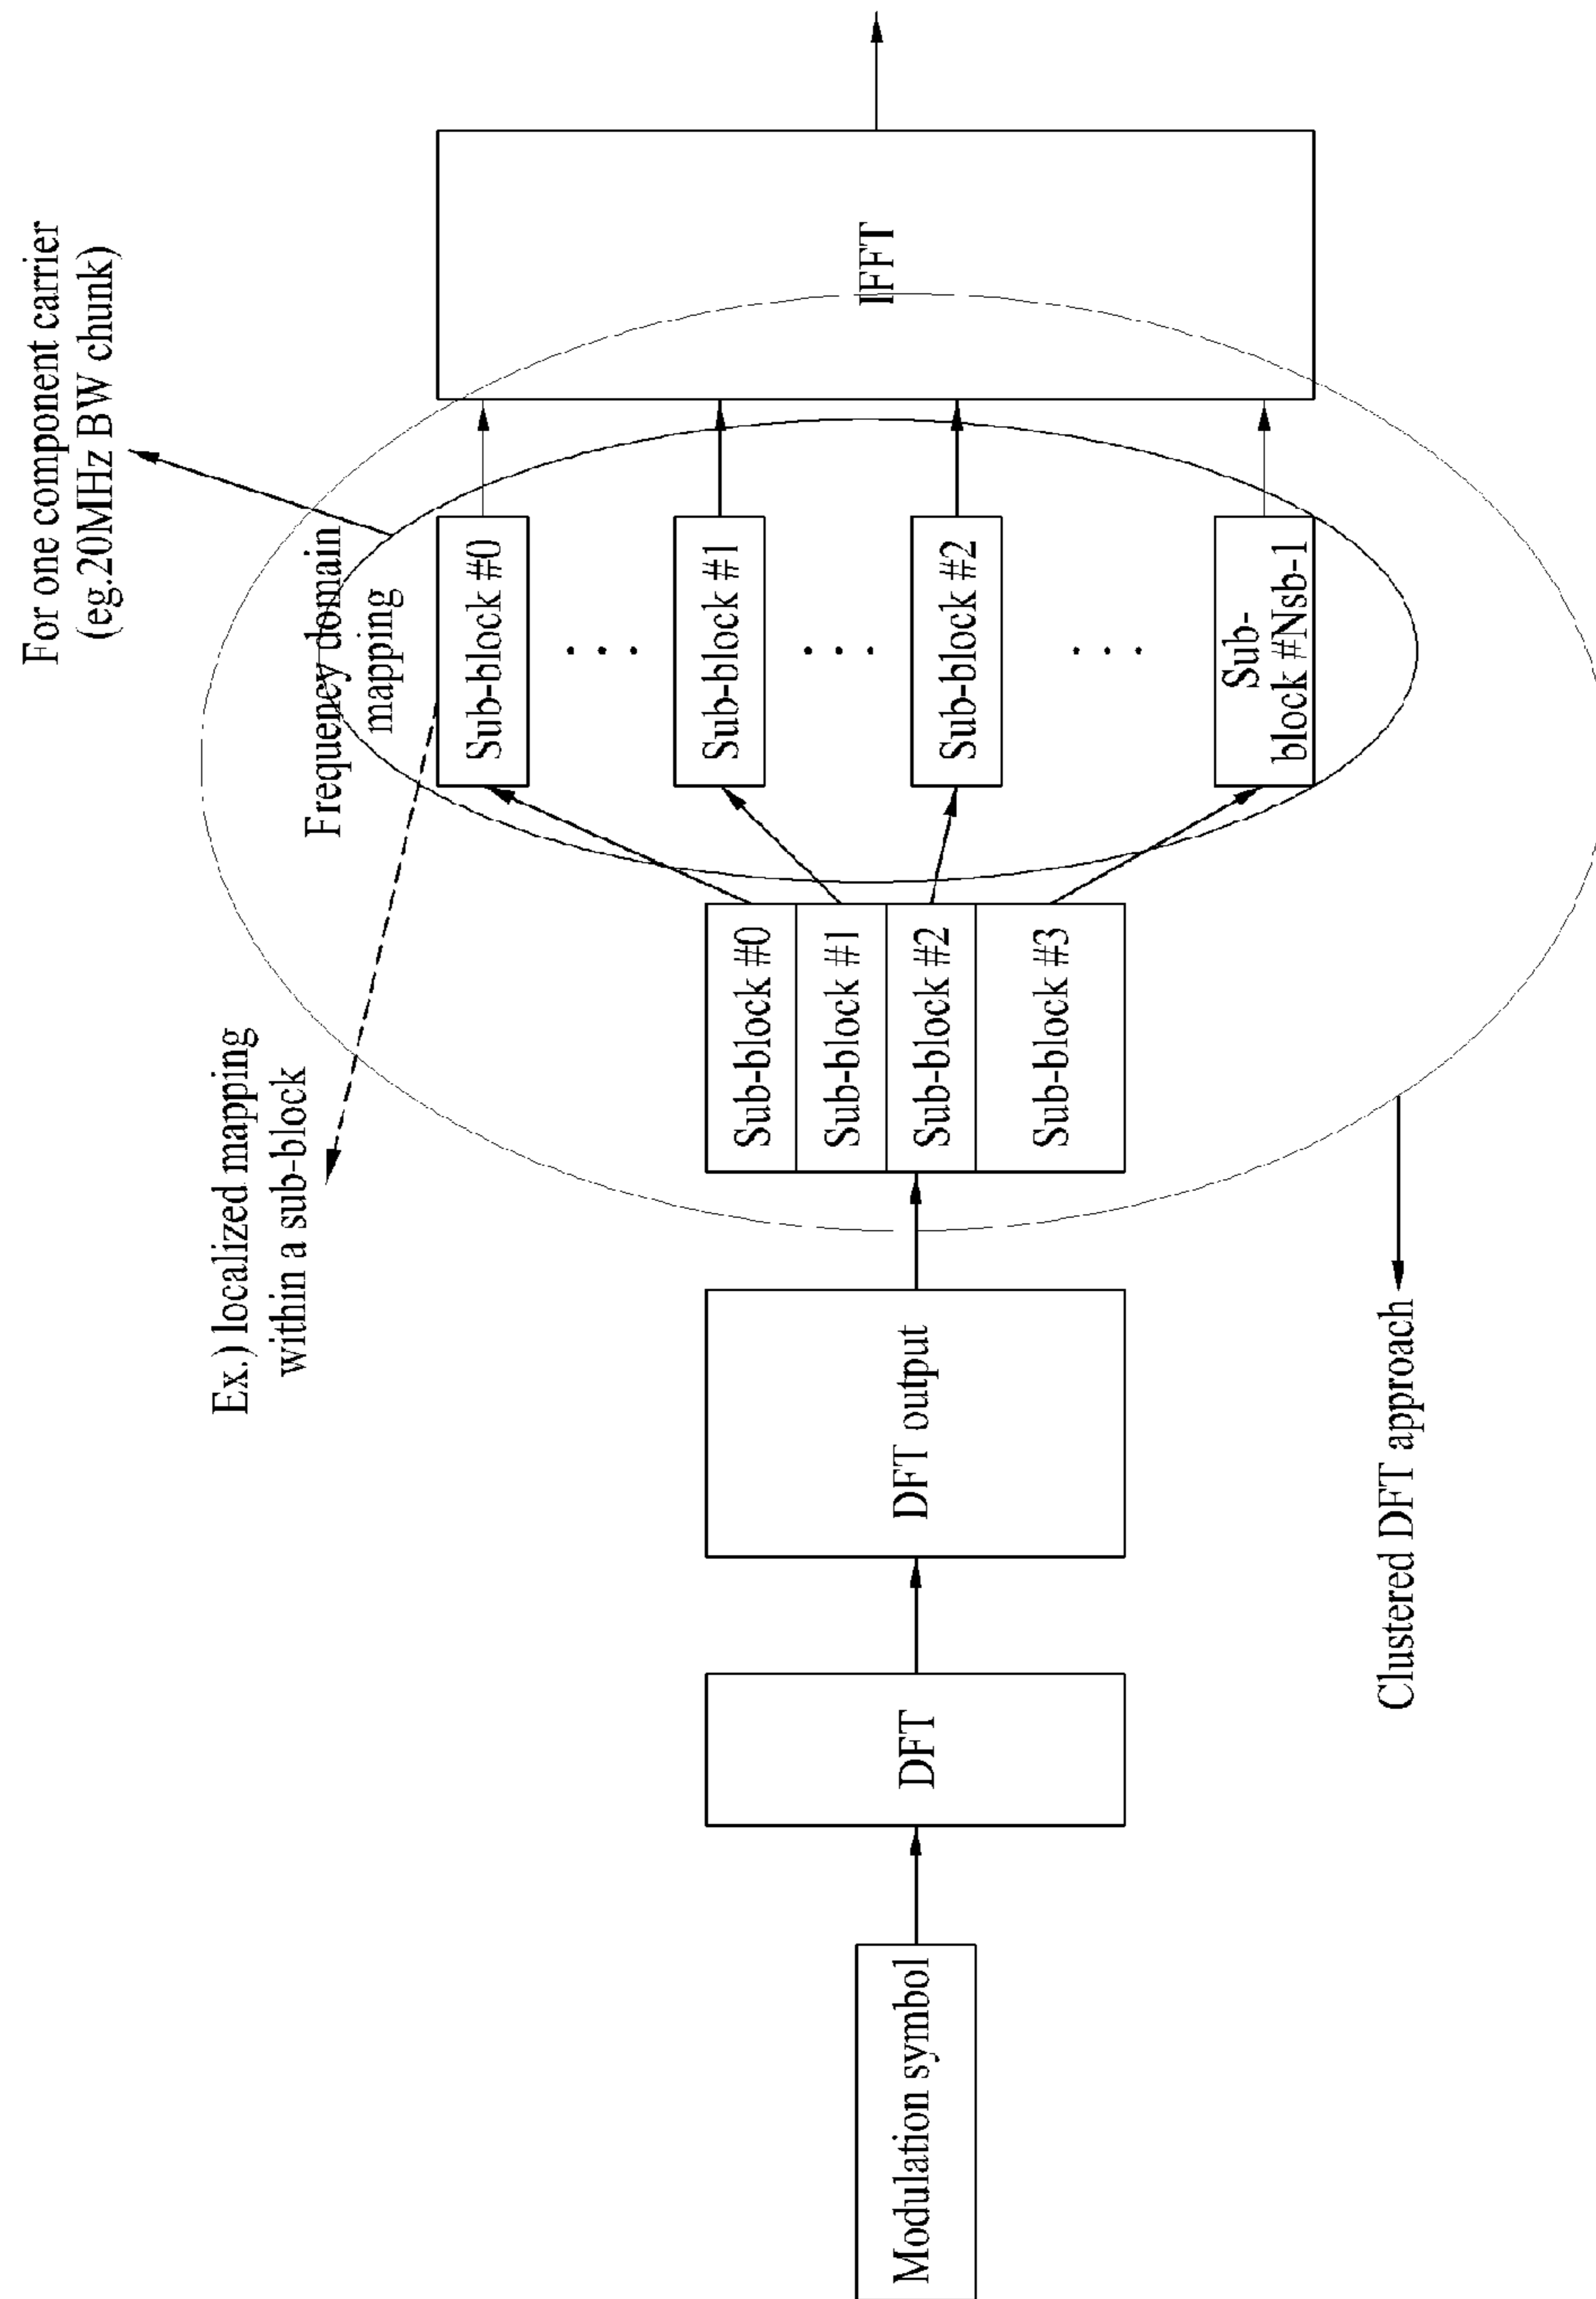 For one component carrier
(eg.20MHz BW chunk)
Ex.) localized mapping
within a sub-block
Frequency domain
mapping
Modulation symbol
DFT
DFT output
Sub-block #0
Sub-block #1
Sub-block #2
Sub-block #3
Sub-block #0
Sub-block #1
Sub-block #2
Sub-
block #Nsb-1
IFFT
Clustered DFT approach